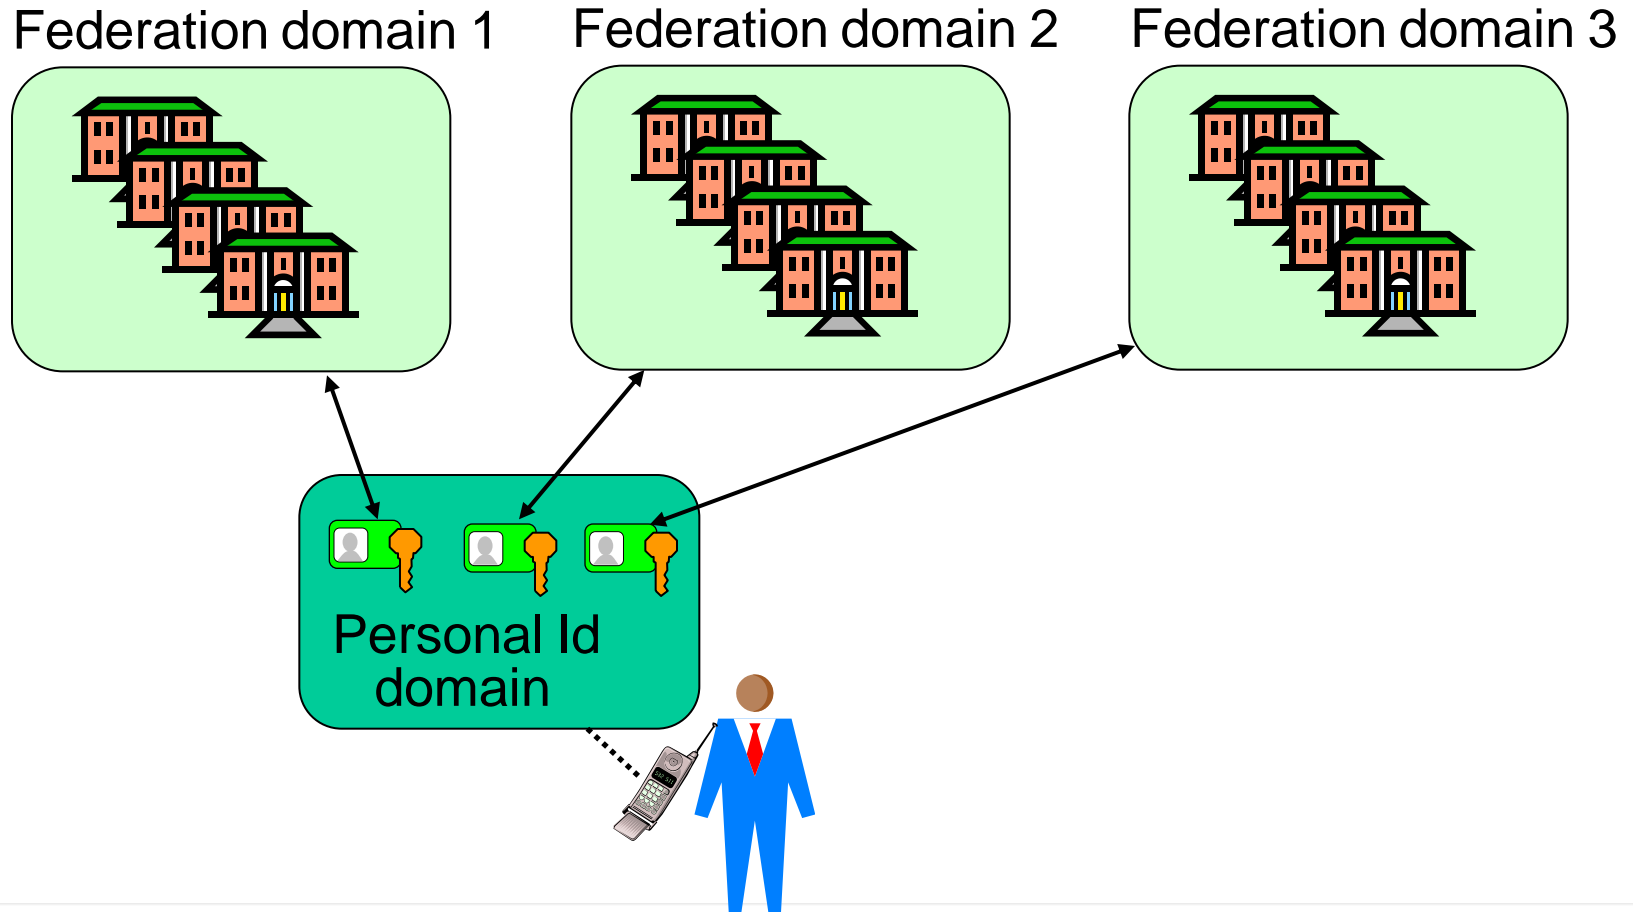 Federation domain 1
Federation domain 2
Federation domain 3
Personal Id
domain